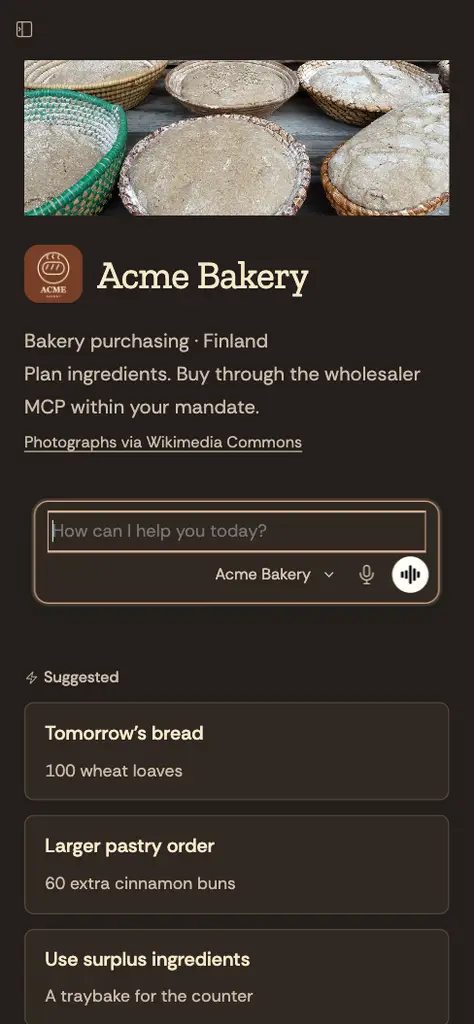 Acme Bakery
ACME
Bakery purchasing · Finland
Plan ingredients. Buy through the wholesaler
MCP within your mandate.
Photographs via Wikimedia Commons
How can I help you today?
Acme Bakery
Suggested
Tomorrow's bread
100 wheat loaves
Larger pastry order
60 extra cinnamon buns
Use surplus ingredients
A traybake for the counter